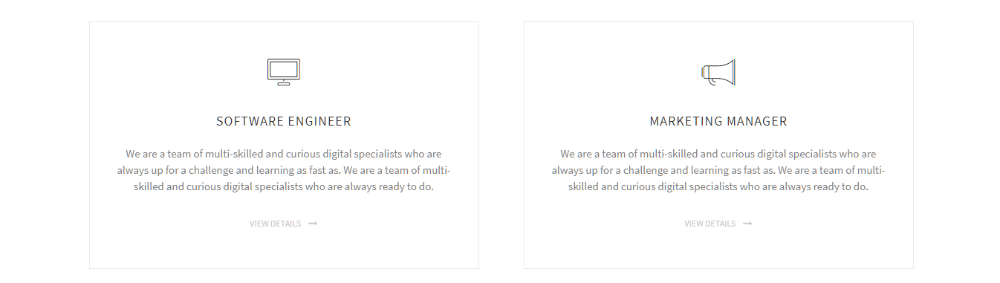 SOFTWARE ENGINEER
We are a team of multi-skilled and curious digital specialists who are
always up for a challenge and learning as fast as. We are a team of multi-
skilled and curious digital specialists who are always ready to do.
VIEW DETAILS
MARKETING MANAGER
We are a team of multi-skilled and curious digital specialists who are
always up for a challenge and learning as fast as. We are a team of multi-
skilled and curious digital specialists who are always ready to do.
VIEW DETAILS